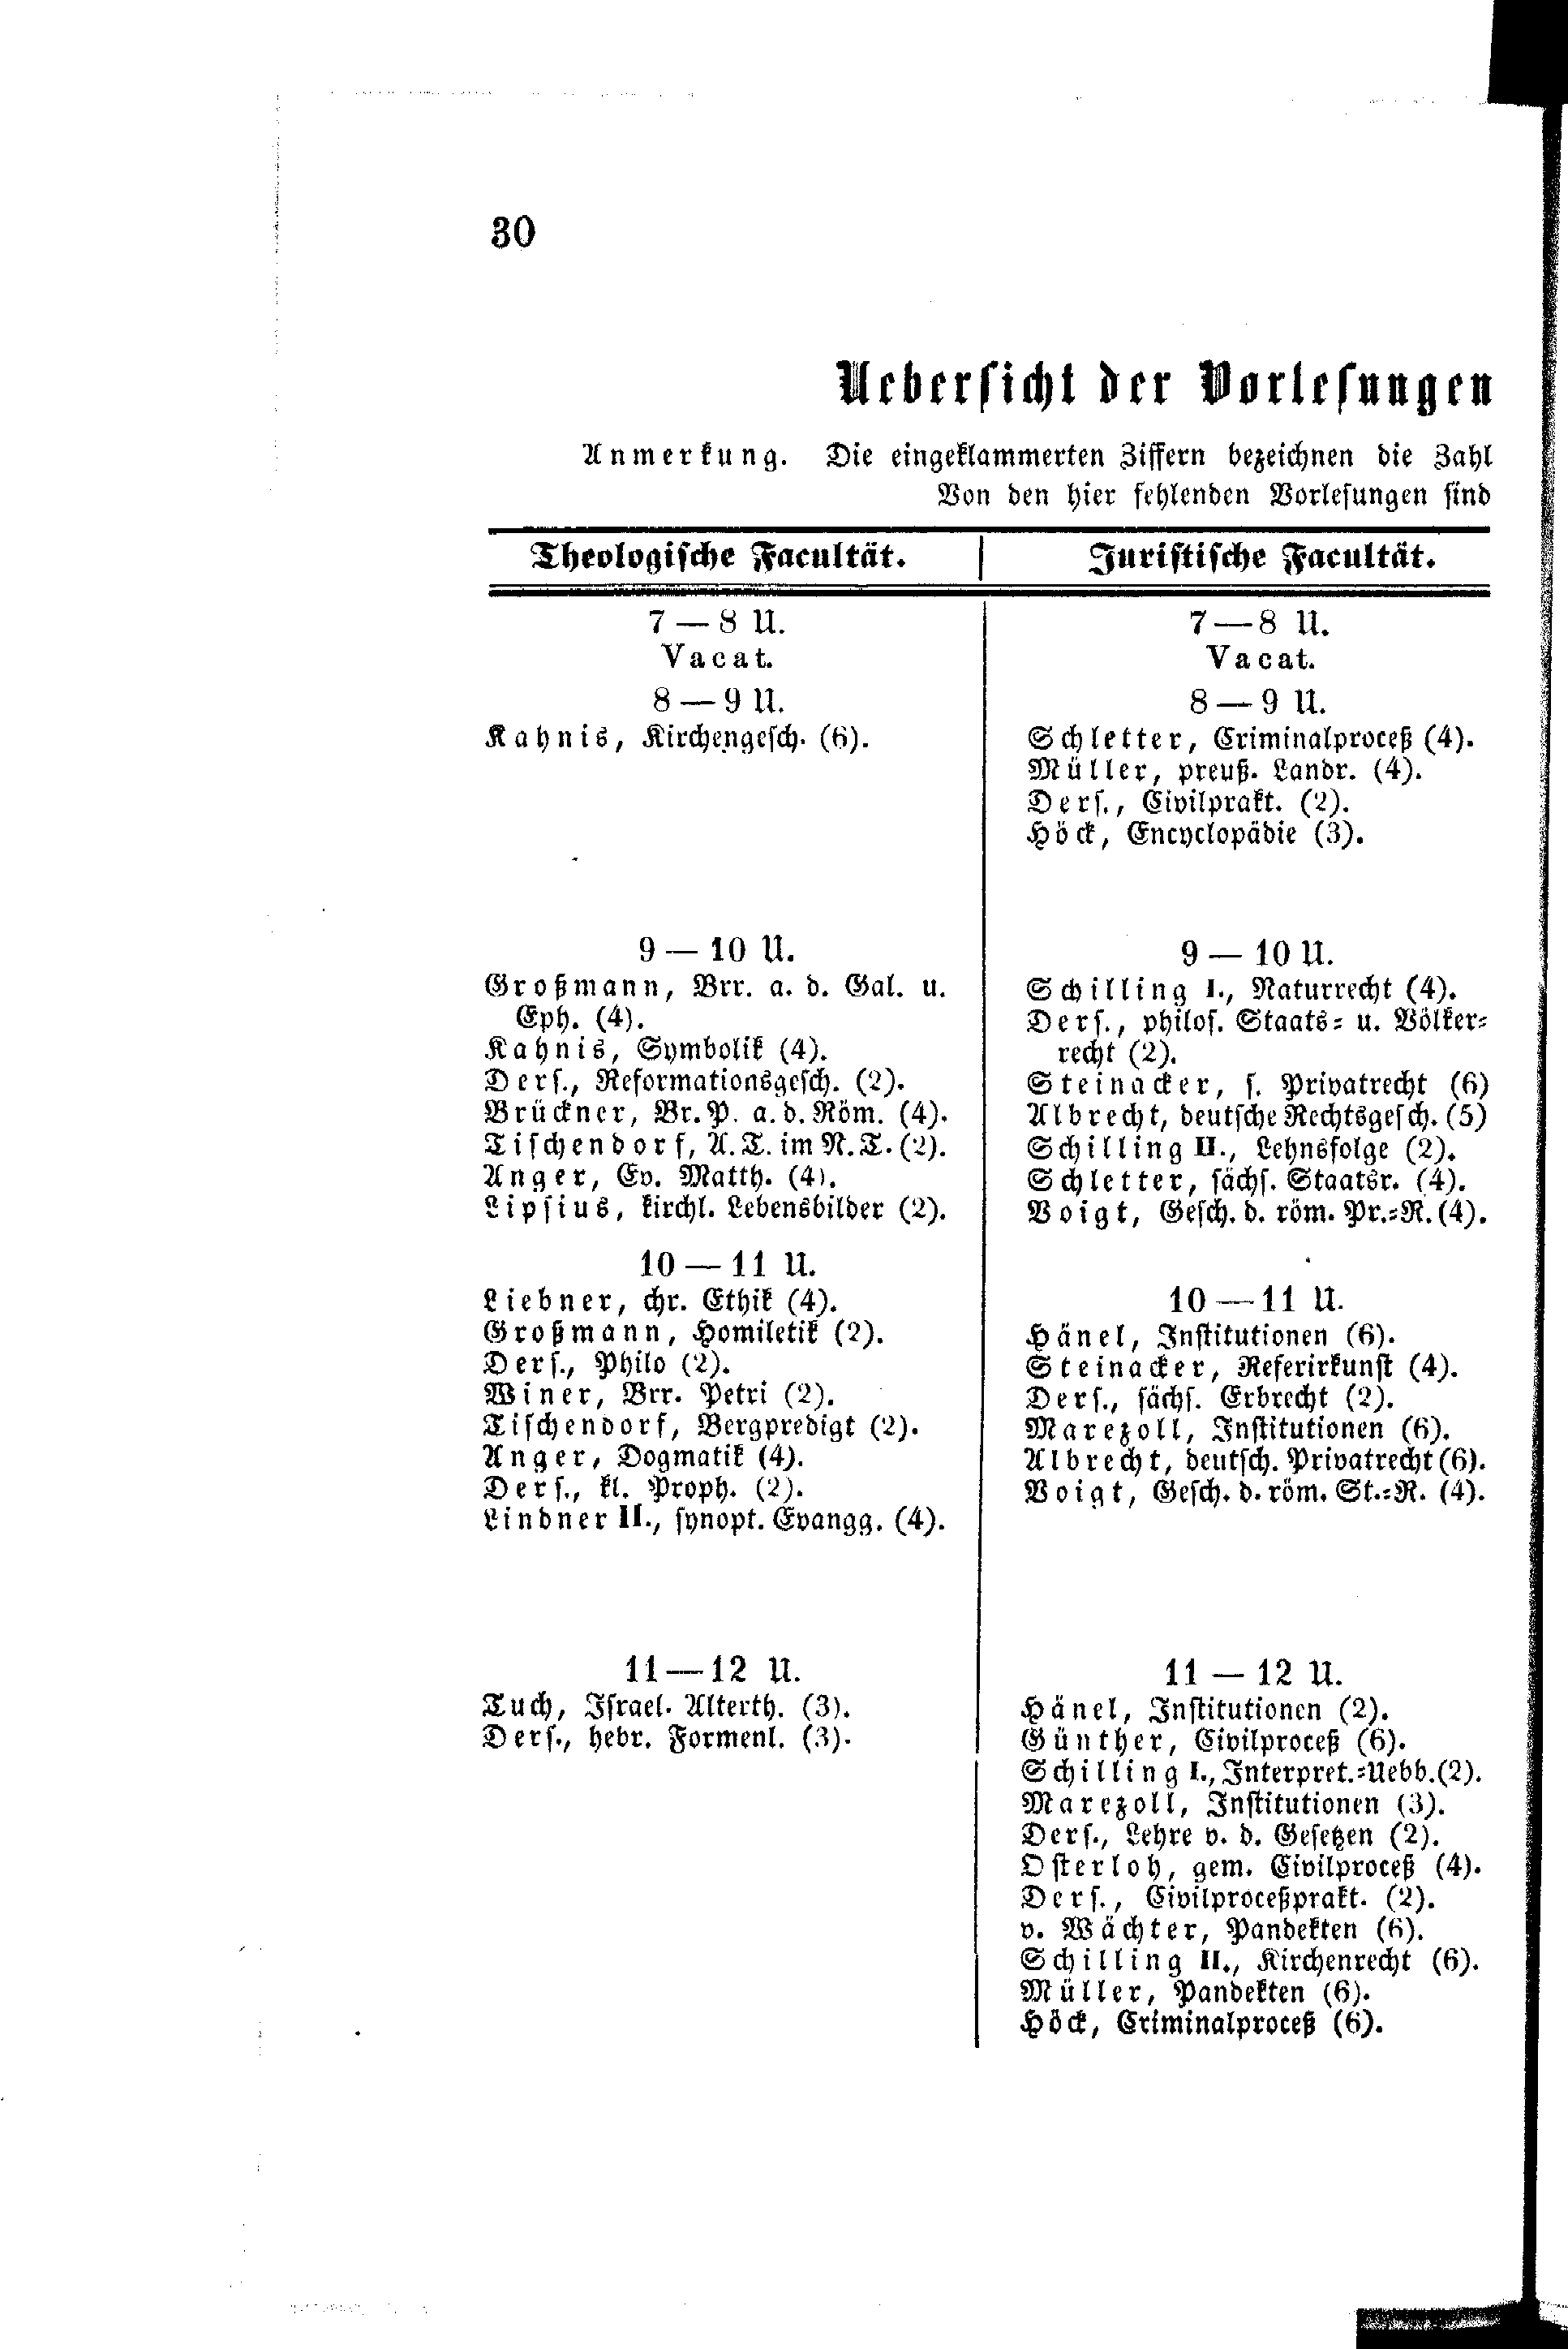 30
Uebersicht der Vorlesungen
Anmerkung. Die eingeklammerten Ziffern bezeichnen die Zahl
Von den hier fehlenden Vorlesungen sind
Theologische Facultät.
7 — 8 U.
Vacat.
8 — 9 U.
Kahnis, Kirchengesch. (6).
9 — 10 U.
Großmann, Brr. a. d. Gal. u.
Eph. (4).
Kahnis, Symbolik (4).
Ders., Reformationsgesch. (2).
Brückner, Br. P. a. d. Röm. (4).
Tischendorf, A. T. im N. T. (2).
Anger, Ev. Matth. (4).
Lipsius, kirchl. Lebensbilder (2).
10 — 11 U.
Liebner, chr. Ethik (4).
Großmann, Homiletik (2).
Ders., Philo (2).
Winer, Brr. Petri (2).
Tischendorf, Bergpredigt (2).
Anger, Dogmatik (4).
Ders., kl. Proph. (2).
Lindner II., synopt. Evangg. (4).
11 — 12 U.
Tuch, Israel. Alterth. (3).
Ders., hebr. Formenl. (3).
Juristische Facultät.
7 — 8 U.
Vacat.
8 — 9 U.
Schletter, Criminalproceß (4).
Müller, preuß. Landr. (4).
Ders., Civilprakt. (2).
Höck, Encyclopädie (3).
9 — 10 U.
Schilling I., Naturrecht (4).
Ders., philos. Staats= u. Völker=
recht (2).
Steinacker, s. Privatrecht (6)
Albrecht, deutsche Rechtsgesch. (5)
Schilling II., Lehnsfolge (2).
Schletter, sächs. Staatsr. (4).
Voigt, Gesch. d. röm. Pr.=R. (4).
10 — 11 U.
Hänel, Institutionen (6).
Steinacker, Referirkunst (4).
Ders., sächs. Erbrecht (2).
Marezoll, Institutionen (6).
Albrecht, deutsch. Privatrecht (6).
Voigt, Gesch. d. röm. St.=R. (4).
11 — 12 U.
Hänel, Institutionen (2).
Günther, Civilproceß (6).
Schilling I., Interpret.=Uebb. (2).
Marezoll, Institutionen (3).
Ders., Lehre v. d. Gesetzen (2).
Osterloh, gem. Civilproceß (4).
Ders., Civilproceßprakt. (2).
v. Wächter, Pandekten (6).
Schilling II., Kirchenrecht (6).
Müller, Pandekten (6).
Höck, Criminalproceß (6).